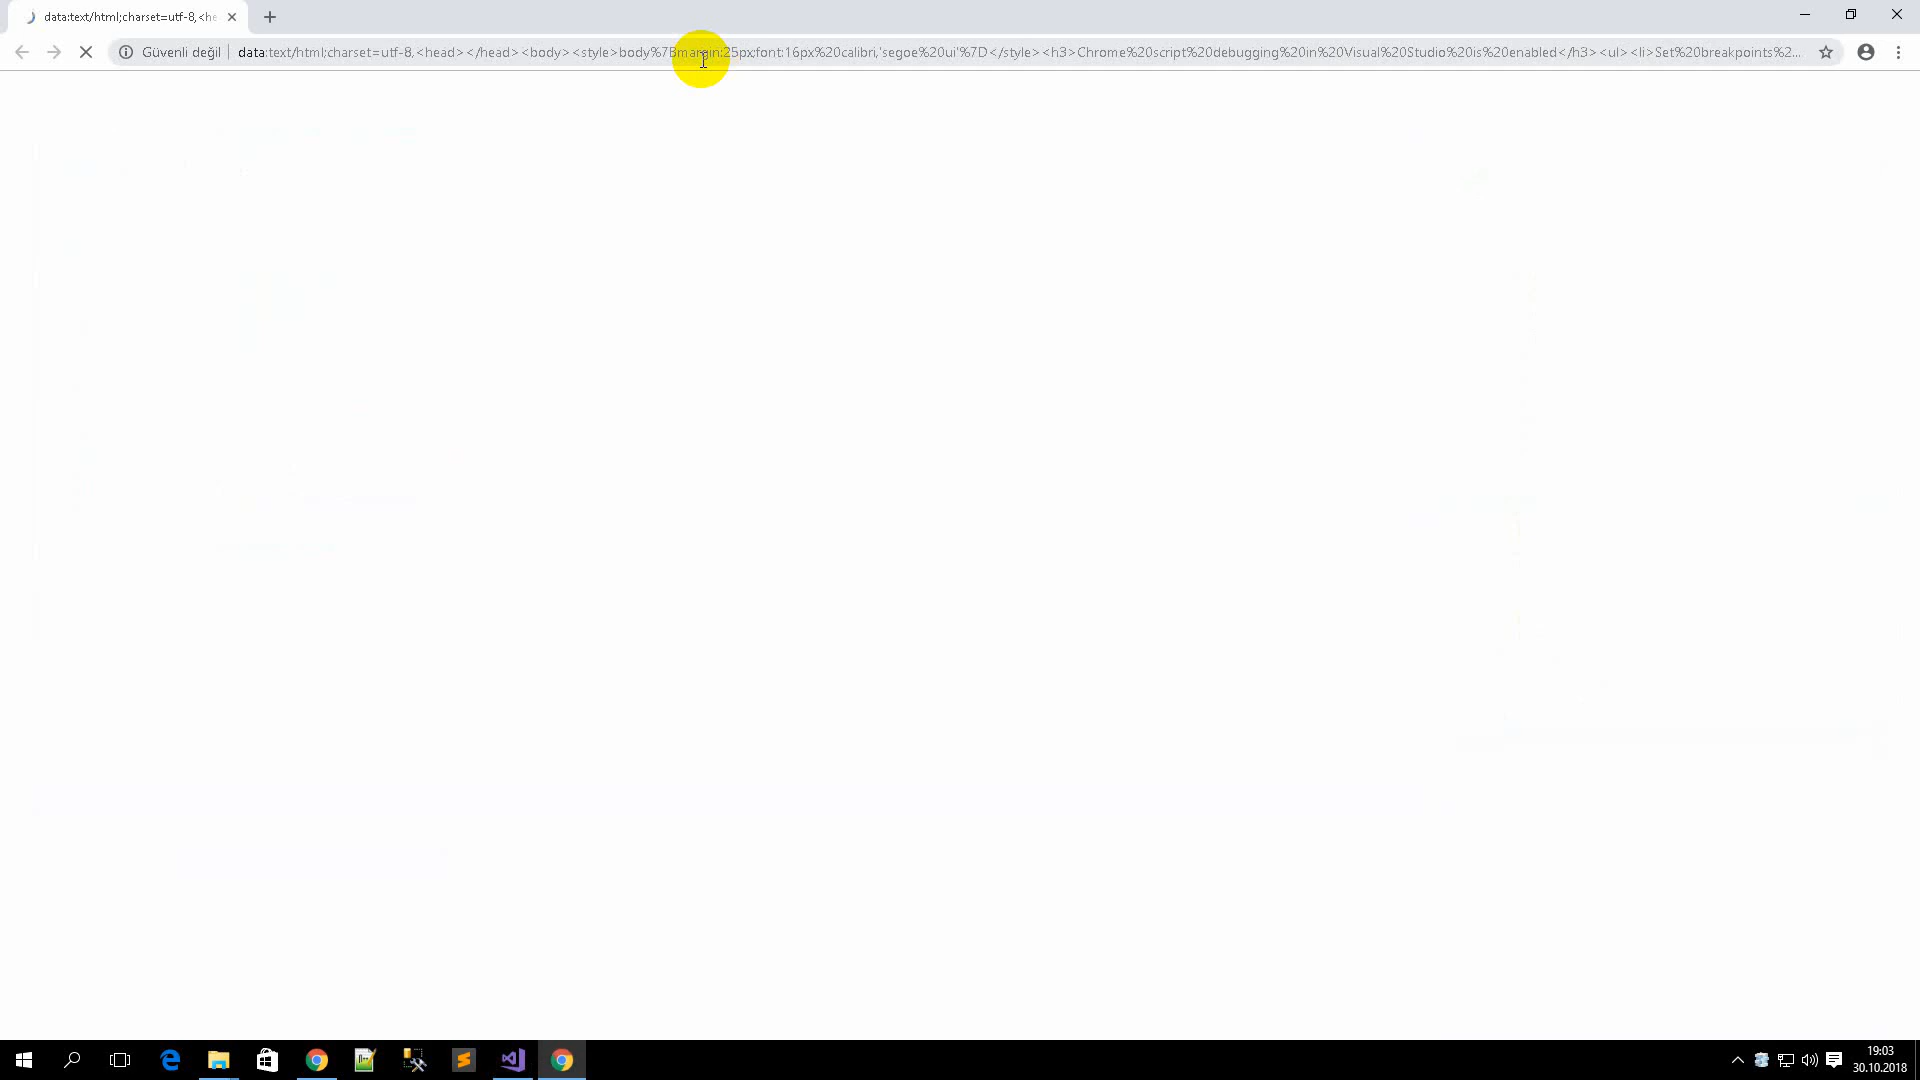 data:text/html;charset=utf-8,<he
Güvenli değil
data:text/html;charset=utf-8,<head></head><body><style>body%7Bmargin:25px;font:16px%20calibri,'segoe%20ui'%7D</style><h3>Chrome%20script%20debugging%20in%20Visual%20Studio%20is%20enabled</h3><ul><li>Set%20breakpoints%2...
19:03
30.10.2018